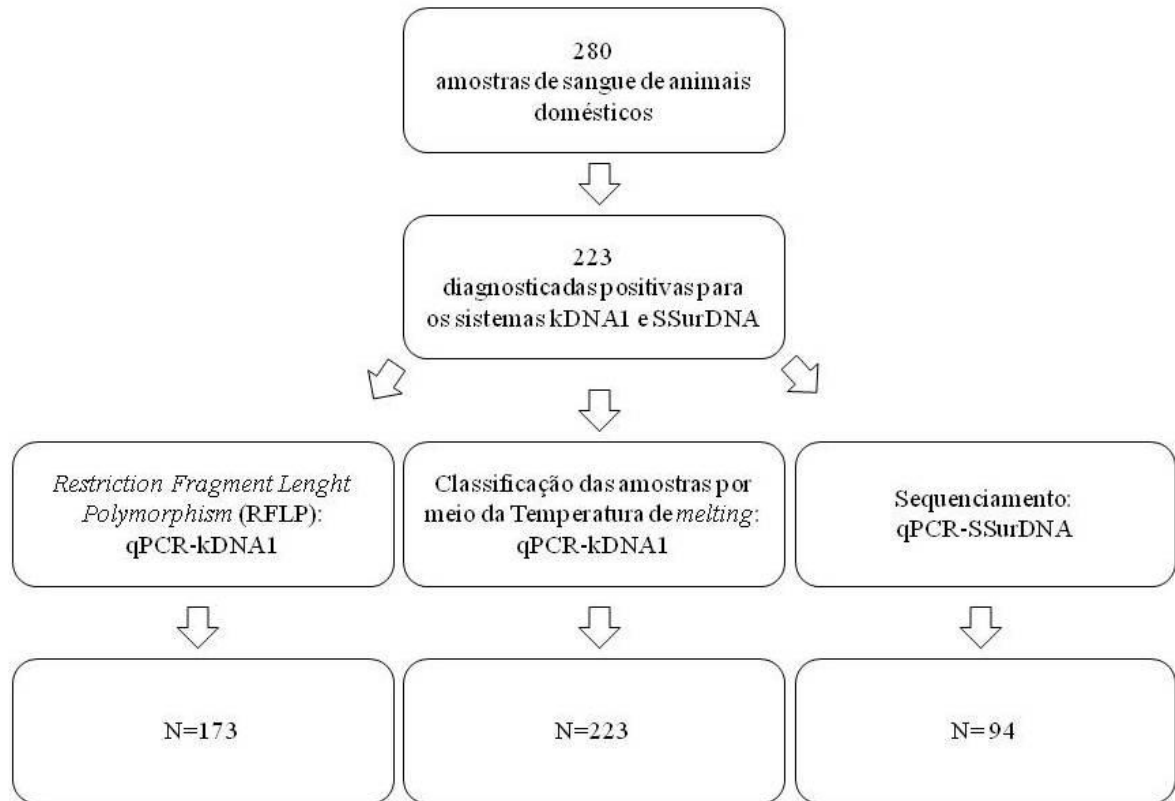 280
amostras de sangue de animais
domésticos
223
diagnosticadas positivas para
os sistemas kDNA1 e SSurDNA
Restriction Fragment Lenght
Polymorphism (RFLP):
qPCR-kDNA1
Classificação das amostras por
meio da Temperatura de melting:
qPCR-kDNA1
Sequenciamento:
qPCR-SSurDNA
N=173
N=223
N= 94